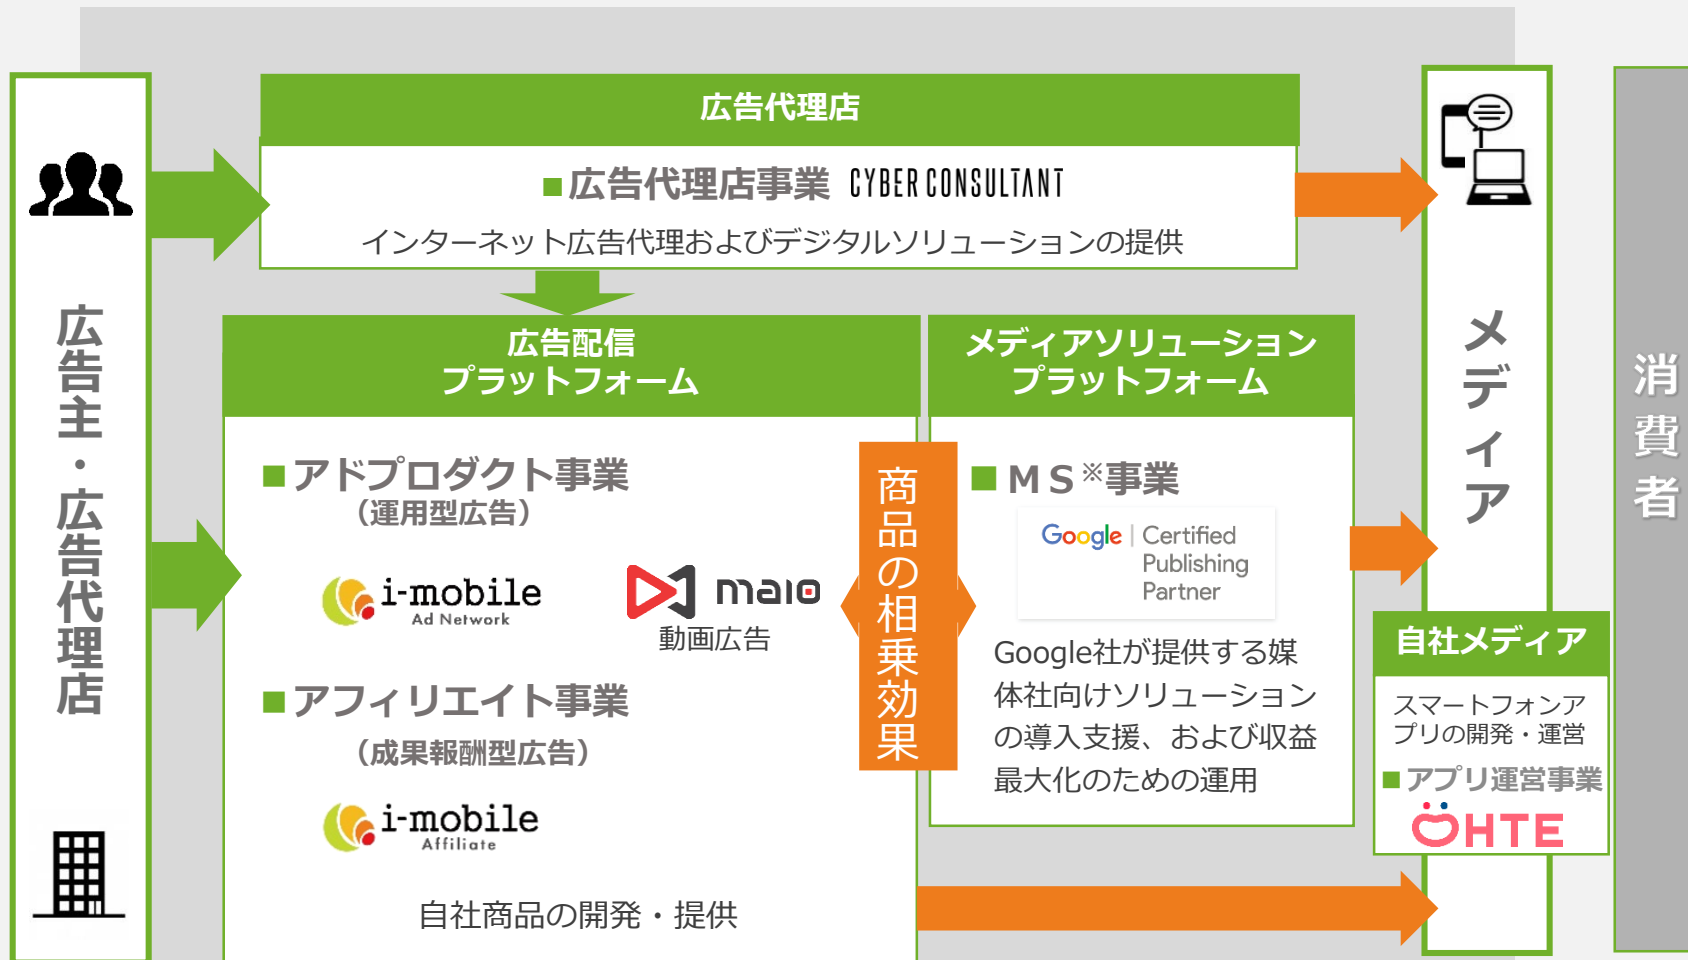 広告主・広告代理店
広告代理店
■広告代理店事業 CYBER CONSULTANT
インターネット広告代理およびデジタルソリューションの提供
広告配信
プラットフォーム
■アドプロダクト事業
（運用型広告）
i-mobile
Ad Network
maio
動画広告
■アフィリエイト事業
（成果報酬型広告）
i-mobile
Affiliate
自社商品の開発・提供
商品の相乗効果
メディアソリューション
プラットフォーム
■ＭＳ※事業
Google Certified
Publishing
Partner
Google社が提供する媒
体社向けソリューション
の導入支援、および収益
最大化のための運用
メディア
自社メディア
スマートフォンア
プリの開発・運営
■アプリ運営事業
OHTE
消費者